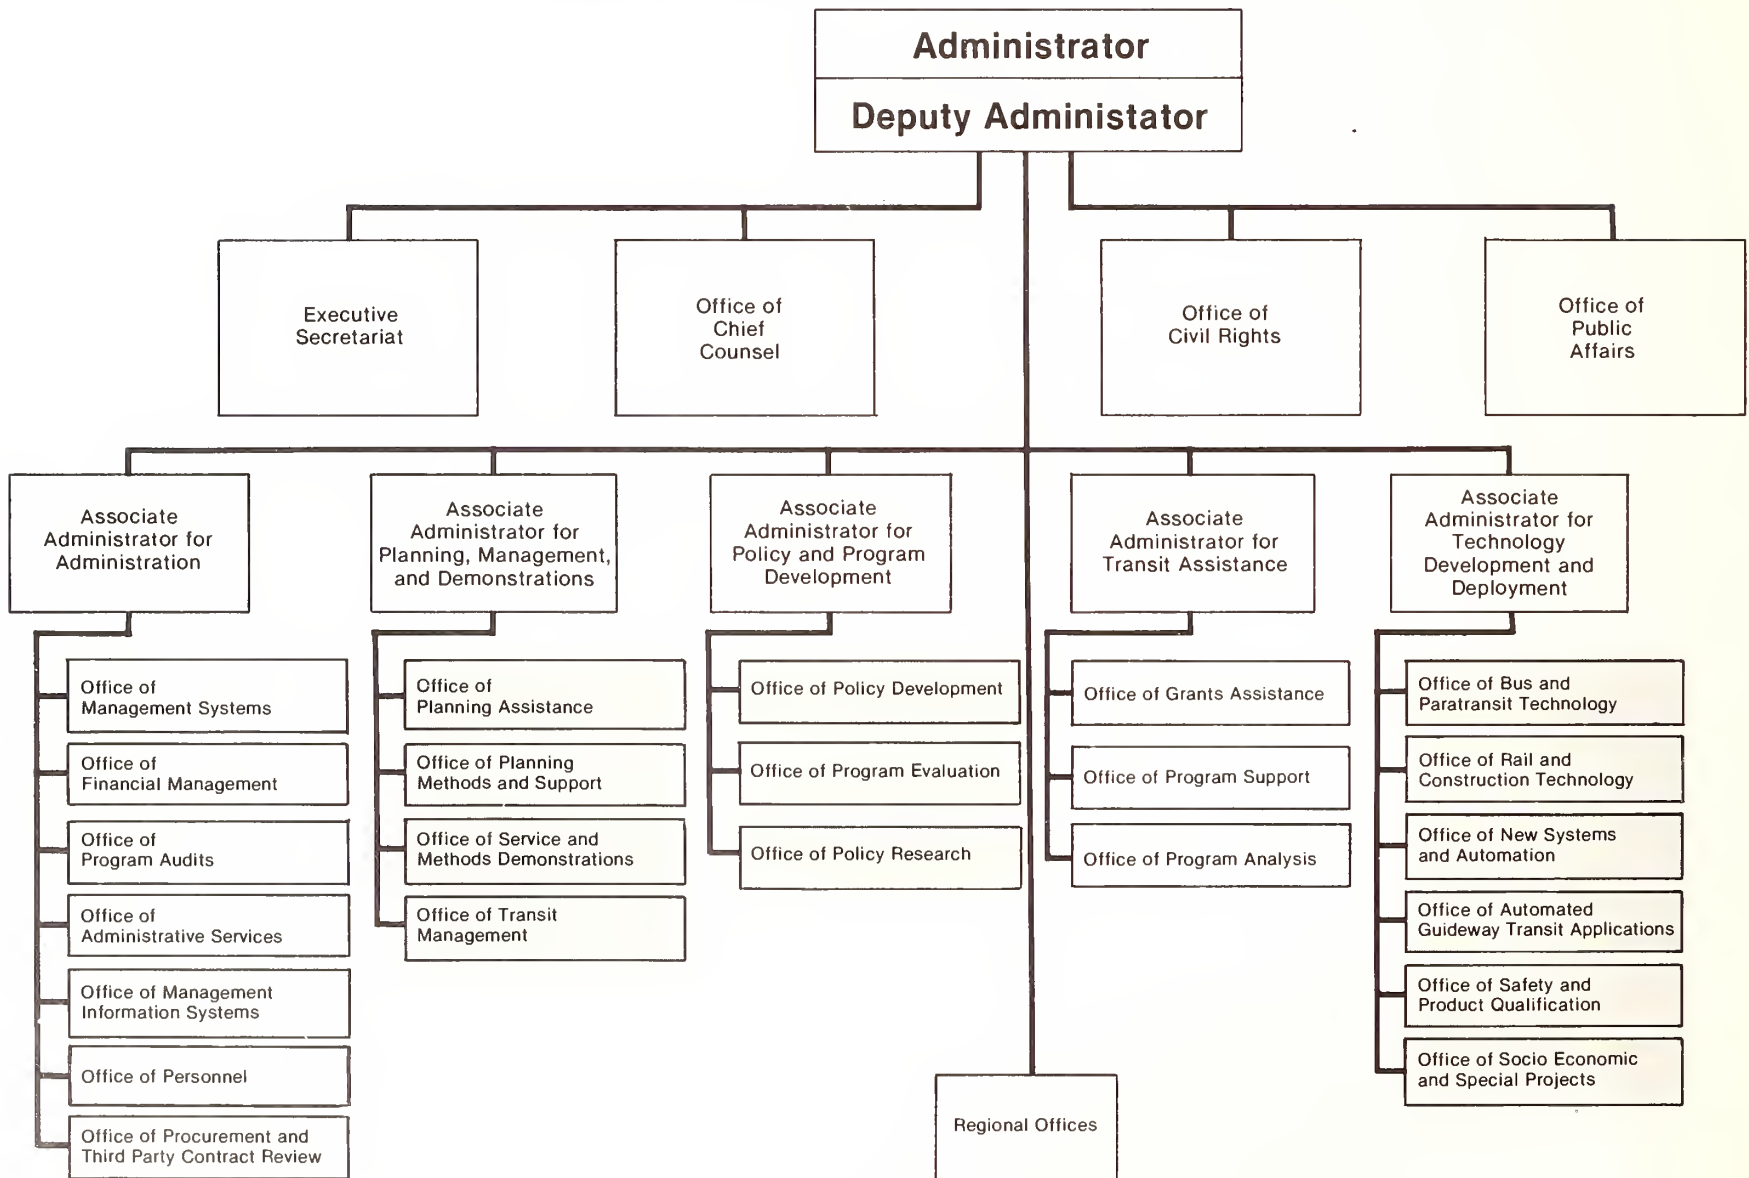 Administrator
Deputy Administator
Executive
Secretariat
Office of
Chief
Counsel
Office of
Civil Rights
Office of
Public
Affairs
Associate
Administrator for
Administration
Associate
Administrator for
Planning, Management,
and Demonstrations
Associate
Administrator for
Policy and Program
Development
Associate
Administrator for
Transit Assistance
Associate
Administrator for
Technology
Development and
Deployment
Office of
Management Systems
Office of
Financial Management
Office of
Program Audits
Office of
Administrative Services
Office of Management
Information Systems
Office of Personnel
Office of Procurement and
Third Party Contract Review
Office of
Planning Assistance
Office of Planning
Methods and Support
Office of Service and
Methods Demonstrations
Office of Transit
Management
Office of Policy Development
Office of Program Evaluation
Office of Policy Research
Office of Grants Assistance
Office of Program Support
Office of Program Analysis
Office of Bus and
Paratransit Technology
Office of Rail and
Construction Technology
Office of New Systems
and Automation
Office of Automated
Guideway Transit Applications
Office of Safety and
Product Qualification
Office of Socio Economic
and Special Projects
Regional Offices